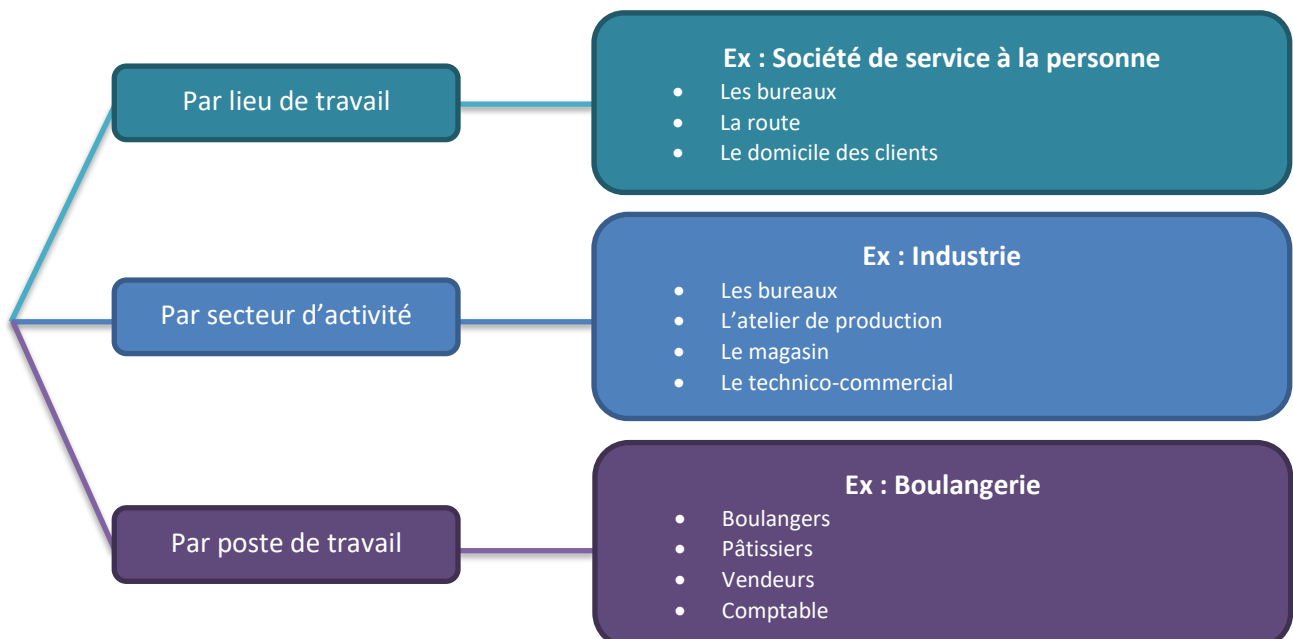 Par lieu de travail
Ex : Société de service à la personne
• Les bureaux
• La route
• Le domicile des clients
Par secteur d’activité
Ex : Industrie
• Les bureaux
• L’atelier de production
• Le magasin
• Le technico-commercial
Par poste de travail
Ex : Boulangerie
• Boulangers
• Pâtissiers
• Vendeurs
• Comptable